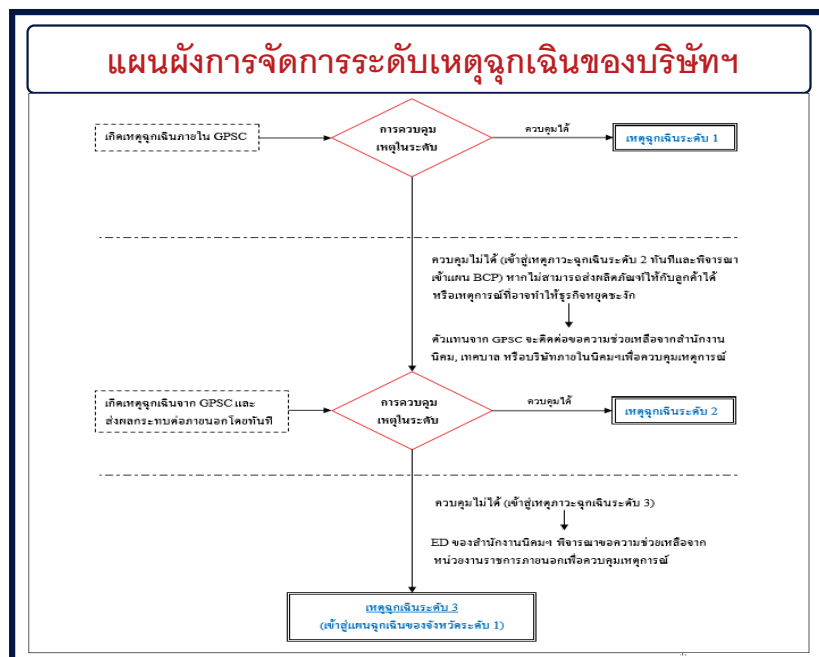 แผนผังการจัดการระดับเหตุฉุกเฉินของบริษัทฯ
เกิดเหตุฉุกเฉินภายใน GPSC
การควบคุม
เหตุในระดับ
ควบคุมได้
เหตุฉุกเฉินระดับ 1
ควบคุมไม่ได้ (เข้าสู่เหตุภาวะฉุกเฉินระดับ 2 ทันทีและพิจารณา
เข้าแผน BCP) หากไม่สามารถส่งผลิตภัณฑ์ให้กับลูกค้าได้
หรือเหตุการณ์ที่อาจทำให้ธุรกิจหยุดชะงัก
ตัวแทนจาก GPSC จะติดต่อขอความช่วยเหลือจากสำนักงาน
นิคม, เทศบาล หรือบริษัทภายในนิคมฯเพื่อควบคุมเหตุการณ์
เกิดเหตุฉุกเฉินจาก GPSC และ
ส่งผลกระทบต่อภายนอกโดยทันที
การควบคุม
เหตุในระดับ
ควบคุมได้
เหตุฉุกเฉินระดับ 2
ควบคุมไม่ได้ (เข้าสู่เหตุภาวะฉุกเฉินระดับ 3)
ED ของสำนักงานนิคมฯ พิจารณาขอความช่วยเหลือจาก
หน่วยงานราชการภายนอกเพื่อควบคุมเหตุการณ์
เหตุฉุกเฉินระดับ 3
(เข้าสู่แผนฉุกเฉินของจังหวัดระดับ 1)